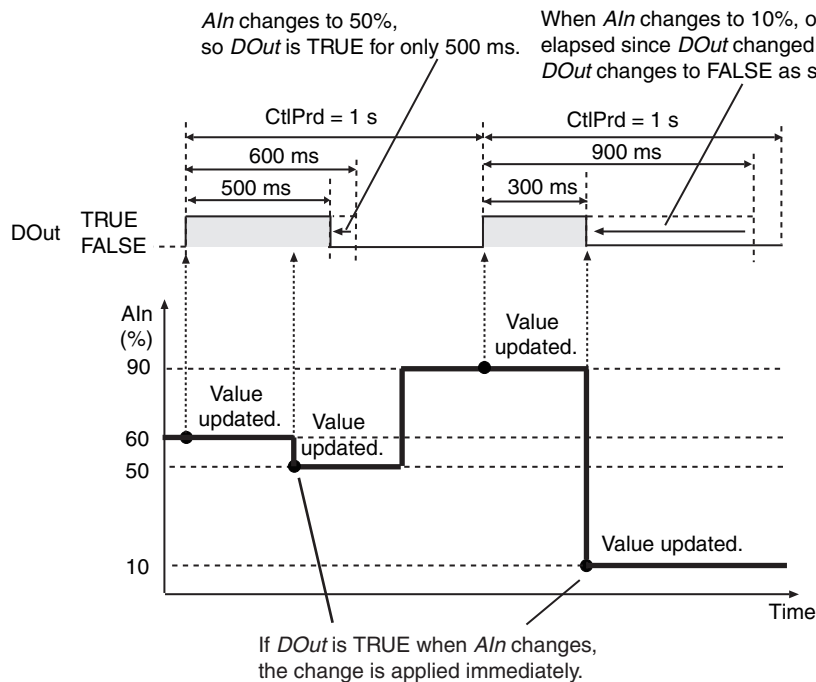 AIn changes to 50%,
so DOut is TRUE for only 500 ms.
When AIn changes to 10%,
elapsed since DOut changed
DOut changes to FALSE as
CtlPrd = 1 s
CtlPrd = 1 s
600 ms
900 ms
500 ms
300 ms
DOut
TRUE
FALSE
AIn
(%)
90
60
50
10
Value
updated.
Value
updated.
Value
updated.
Value updated.
Time
If DOut is TRUE when AIn changes,
the change is applied immediately.